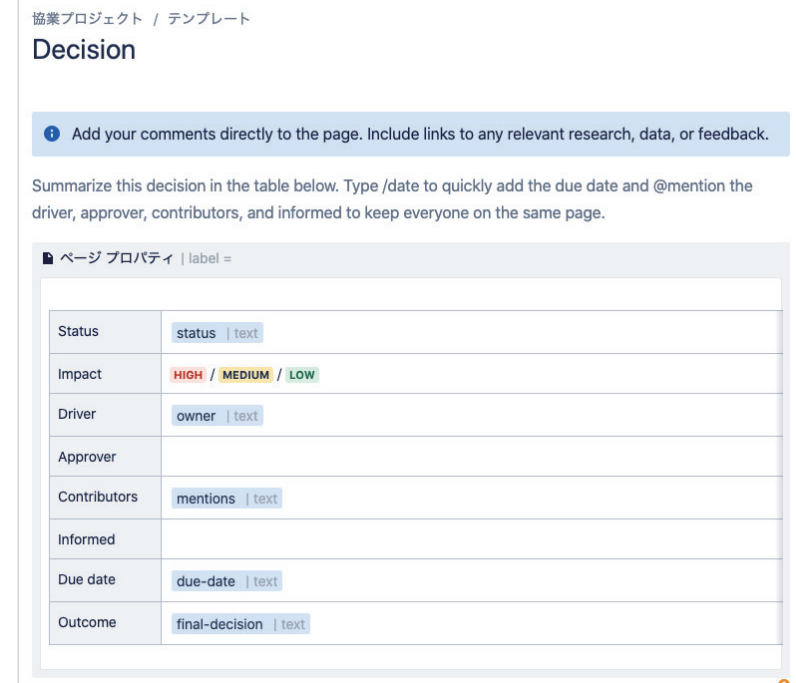 協業プロジェクト / テンプレート
Decision
Add your comments directly to the page. Include links to any relevant research, data, or feedback.
Summarize this decision in the table below. Type /date to quickly add the due date and @mention the
driver, approver, contributors, and informed to keep everyone on the same page.
ページ プロパティ | label =
Status status | text
Impact HIGH / MEDIUM / LOW
Driver owner | text
Approver
Contributors mentions | text
Informed
Due date due-date | text
Outcome final-decision | text